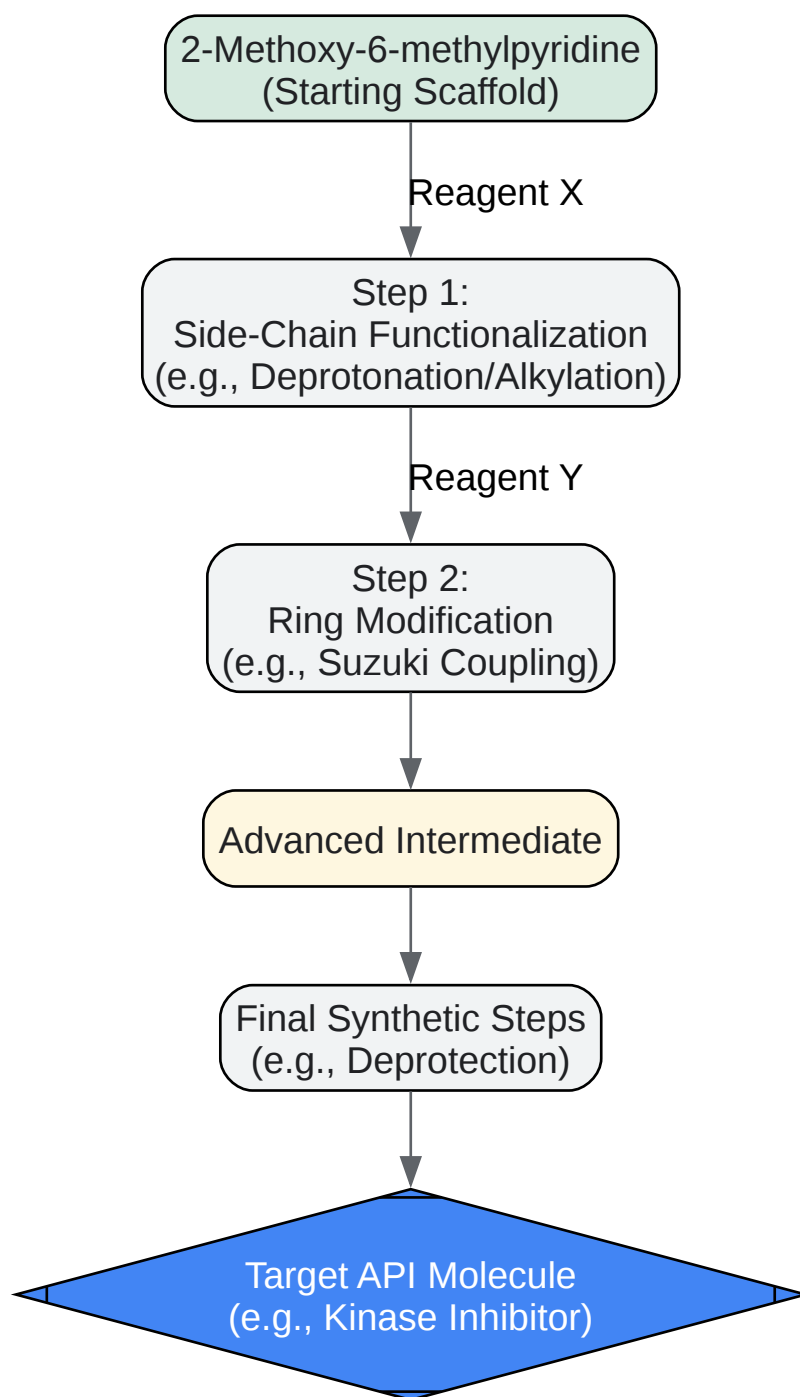 2-Methoxy-6-methylpyridine
(Starting Scaffold)
Reagent X
Step 1:
Side-Chain Functionalization
(e.g., Deprotonation/Alkylation)
Reagent Y
Step 2:
Ring Modification
(e.g., Suzuki Coupling)
Advanced Intermediate
Final Synthetic Steps
(e.g., Deprotection)
Target API Molecule
(e.g., Kinase Inhibitor)